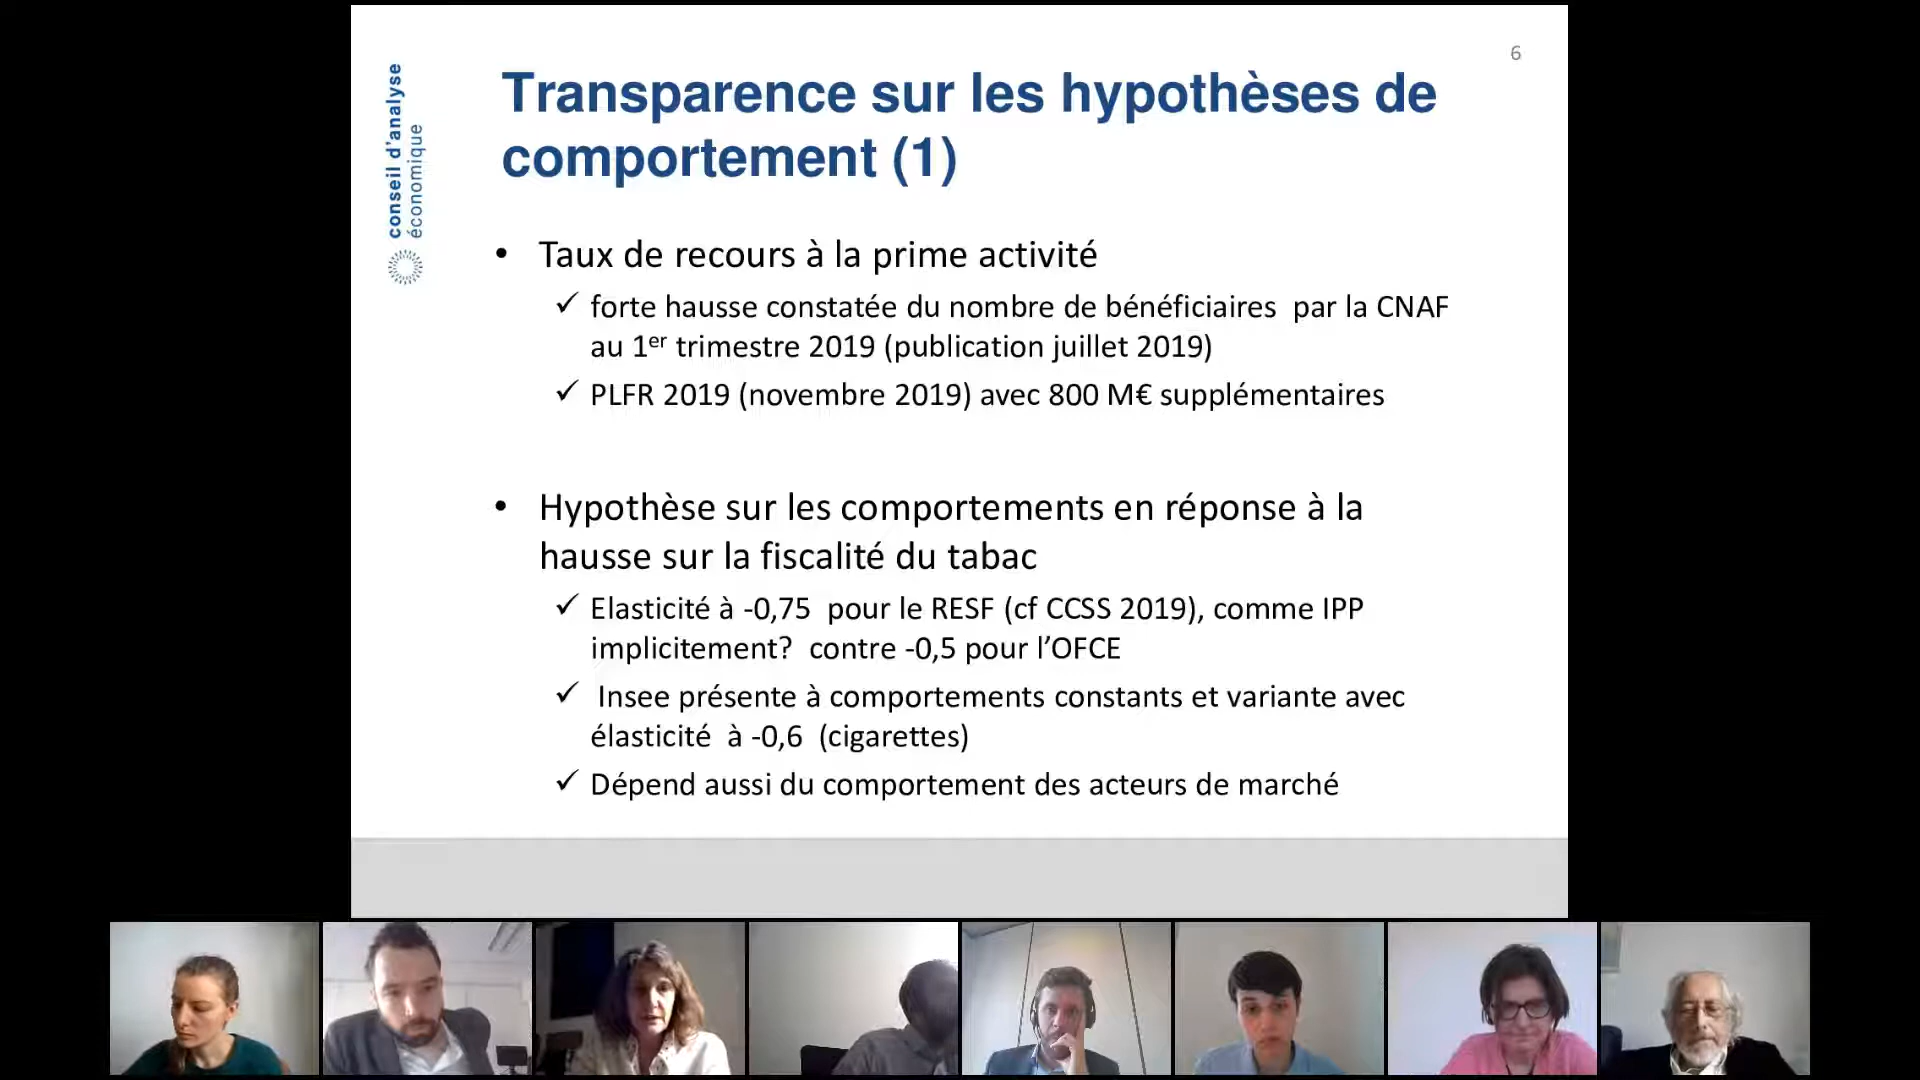 6
conseil d'analyse
économique
Transparence sur les hypothèses de
comportement (1)
• Taux de recours à la prime activité
✓ forte hausse constatée du nombre de bénéficiaires  par la CNAF
au 1er trimestre 2019 (publication juillet 2019)
✓ PLFR 2019 (novembre 2019) avec 800 M€ supplémentaires
• Hypothèse sur les comportements en réponse à la
hausse sur la fiscalité du tabac
✓ Elasticité à -0,75  pour le RESF (cf CCSS 2019), comme IPP
implicitement?  contre -0,5 pour l’OFCE
✓ Insee présente à comportements constants et variante avec
élasticité  à -0,6  (cigarettes)
✓ Dépend aussi du comportement des acteurs de marché